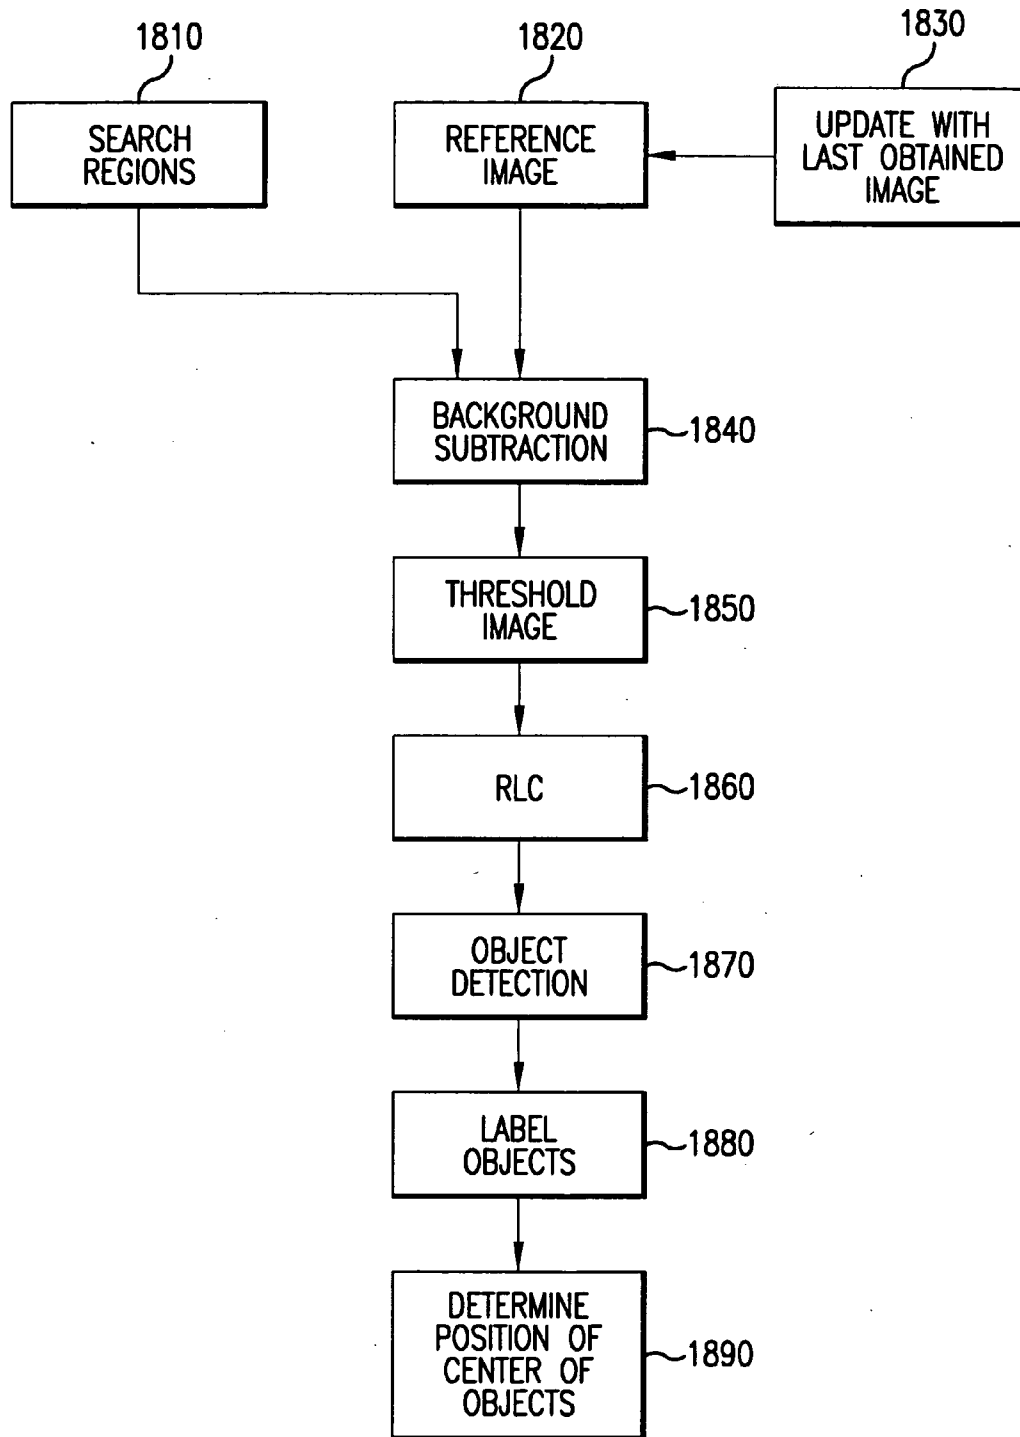 1810
1820
1830
SEARCH
REGIONS
REFERENCE
IMAGE
UPDATE WITH
LAST OBTAINED
IMAGE
BACKGROUND
SUBTRACTION
1840
THRESHOLD
IMAGE
1850
RLC
1860
OBJECT
DETECTION
1870
LABEL
OBJECTS
1880
DETERMINE
POSITION OF
CENTER OF
OBJECTS
1890